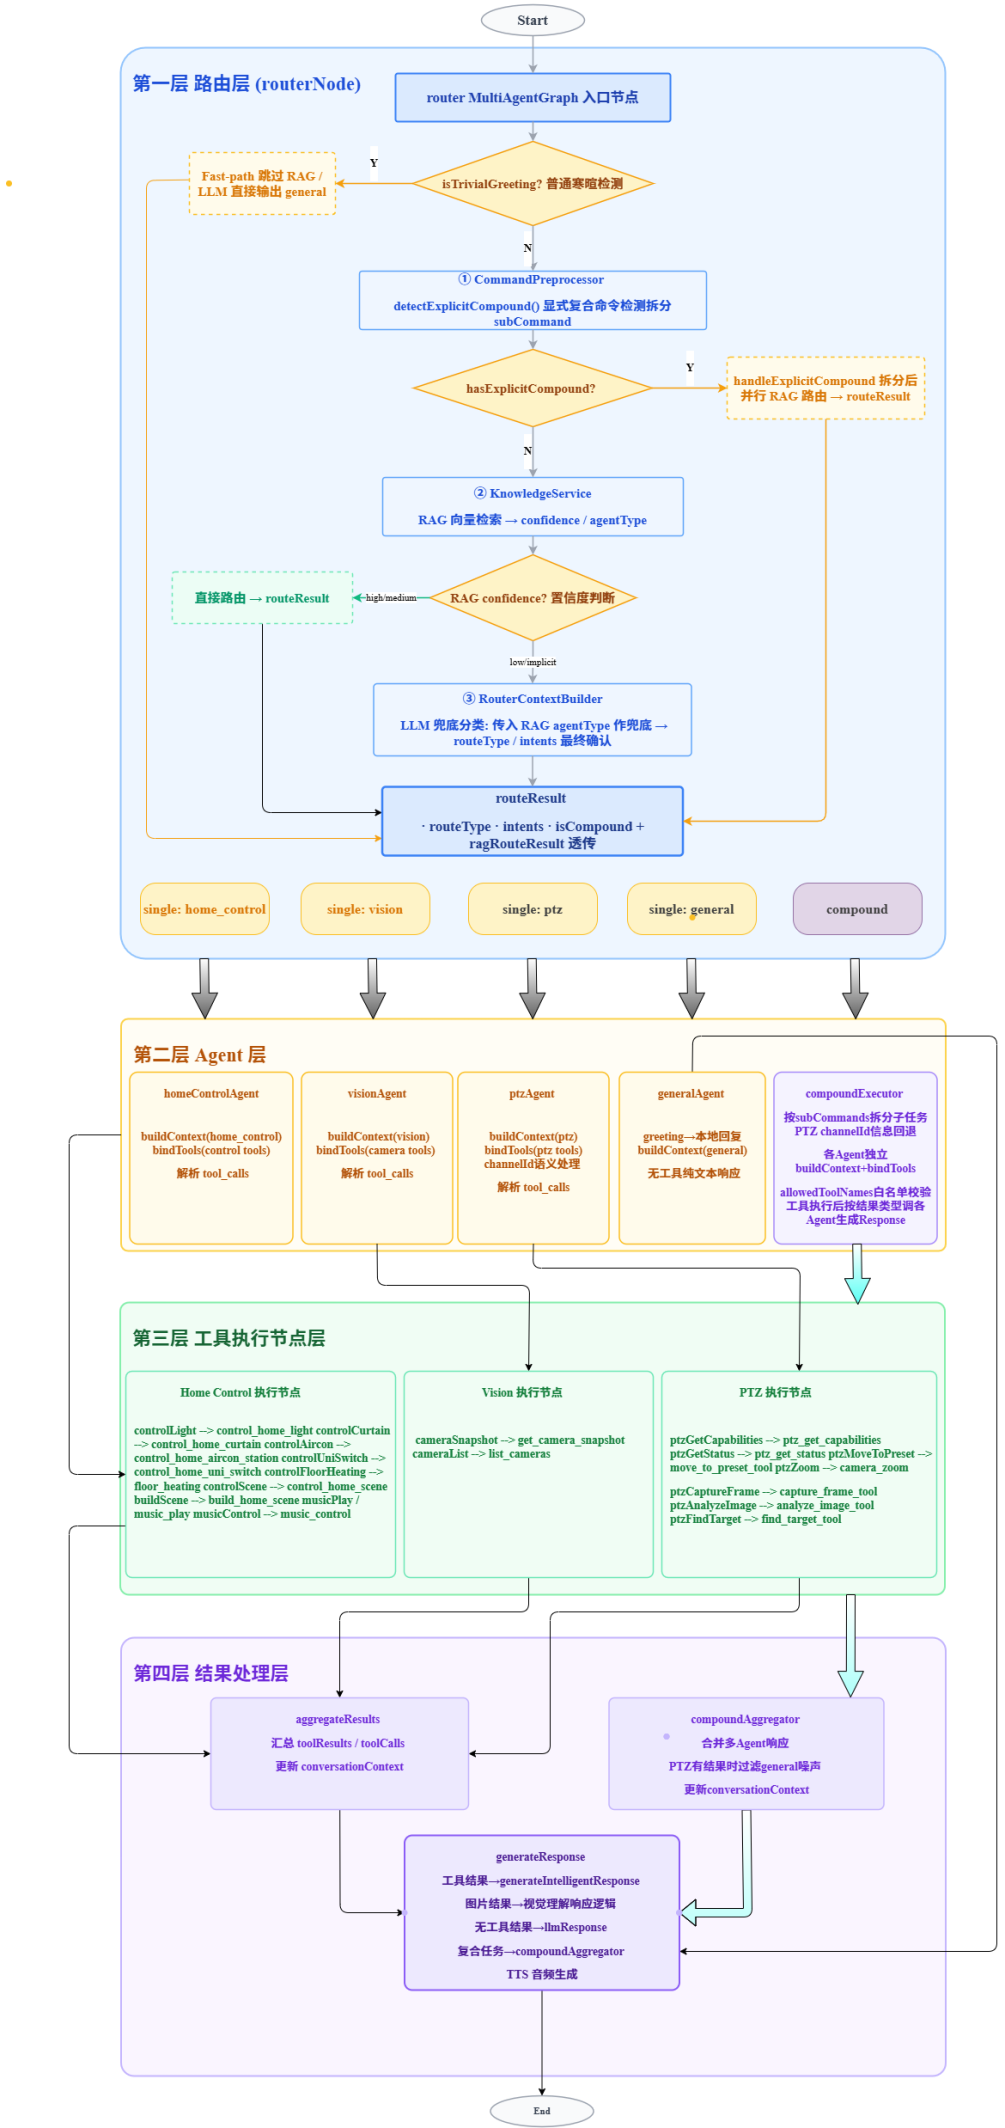 Start
第一层 路由层 (routerNode)
router MultiAgentGraph 入口节点
isTrivialGreeting? 普通寒暄检测
Y
Fast-path 跳过 RAG /
LLM 直接输出 general
N
① CommandPreprocessor
detectExplicitCompound() 显式复合命令检测拆分
subCommand
hasExplicitCompound?
Y
handleExplicitCompound 拆分后
并行 RAG 路由 → routeResult
N
② KnowledgeService
RAG 向量检索 → confidence / agentType
RAG confidence? 置信度判断
high/medium
直接路由 → routeResult
low/implicit
③ RouterContextBuilder
LLM 兜底分类: 传入 RAG agentType 作兜底 →
routeType / intents 最终确认
routeResult
· routeType · intents · isCompound +
ragRouteResult 透传
single: home_control
single: vision
single: ptz
single: general
compound
第二层 Agent 层
homeControlAgent
buildContext(home_control)
bindTools(control tools)
解析 tool_calls
visionAgent
buildContext(vision)
bindTools(camera tools)
解析 tool_calls
ptzAgent
buildContext(ptz)
bindTools(ptz tools)
channelId语义处理
解析 tool_calls
generalAgent
greeting→本地回复
buildContext(general)
无工具纯文本响应
compoundExecutor
按subCommands拆分子任务
PTZ channelId信息回退
各Agent独立
buildContext+bindTools
allowedToolNames白名单校验
工具执行后按结果类型调各
Agent生成Response
第三层 工具执行节点层
Home Control 执行节点
controlLight --> control_home_light controlCurtain
--> control_home_curtain controlAircon -->
control_home_aircon_station controlUniSwitch -->
control_home_uni_switch controlFloorHeating -->
floor_heating controlScene --> control_home_scene
buildScene --> build_home_scene musicPlay /
music_play musicControl --> music_control
Vision 执行节点
cameraSnapshot --> get_camera_snapshot
cameraList --> list_cameras
PTZ 执行节点
ptzGetCapabilities --> ptz_get_capabilities
ptzGetStatus --> ptz_get_status ptzMoveToPreset -->
move_to_preset_tool ptzZoom --> camera_zoom
ptzCaptureFrame --> capture_frame_tool
ptzAnalyzeImage --> analyze_image_tool
ptzFindTarget --> find_target_tool
第四层 结果处理层
aggregateResults
汇总 toolResults / toolCalls
更新 conversationContext
compoundAggregator
合并多Agent响应
PTZ有结果时过滤general噪声
更新conversationContext
generateResponse
工具结果→generateIntelligentResponse
图片结果→视觉理解响应逻辑
无工具结果→llmResponse
复合任务→compoundAggregator
TTS 音频生成
End